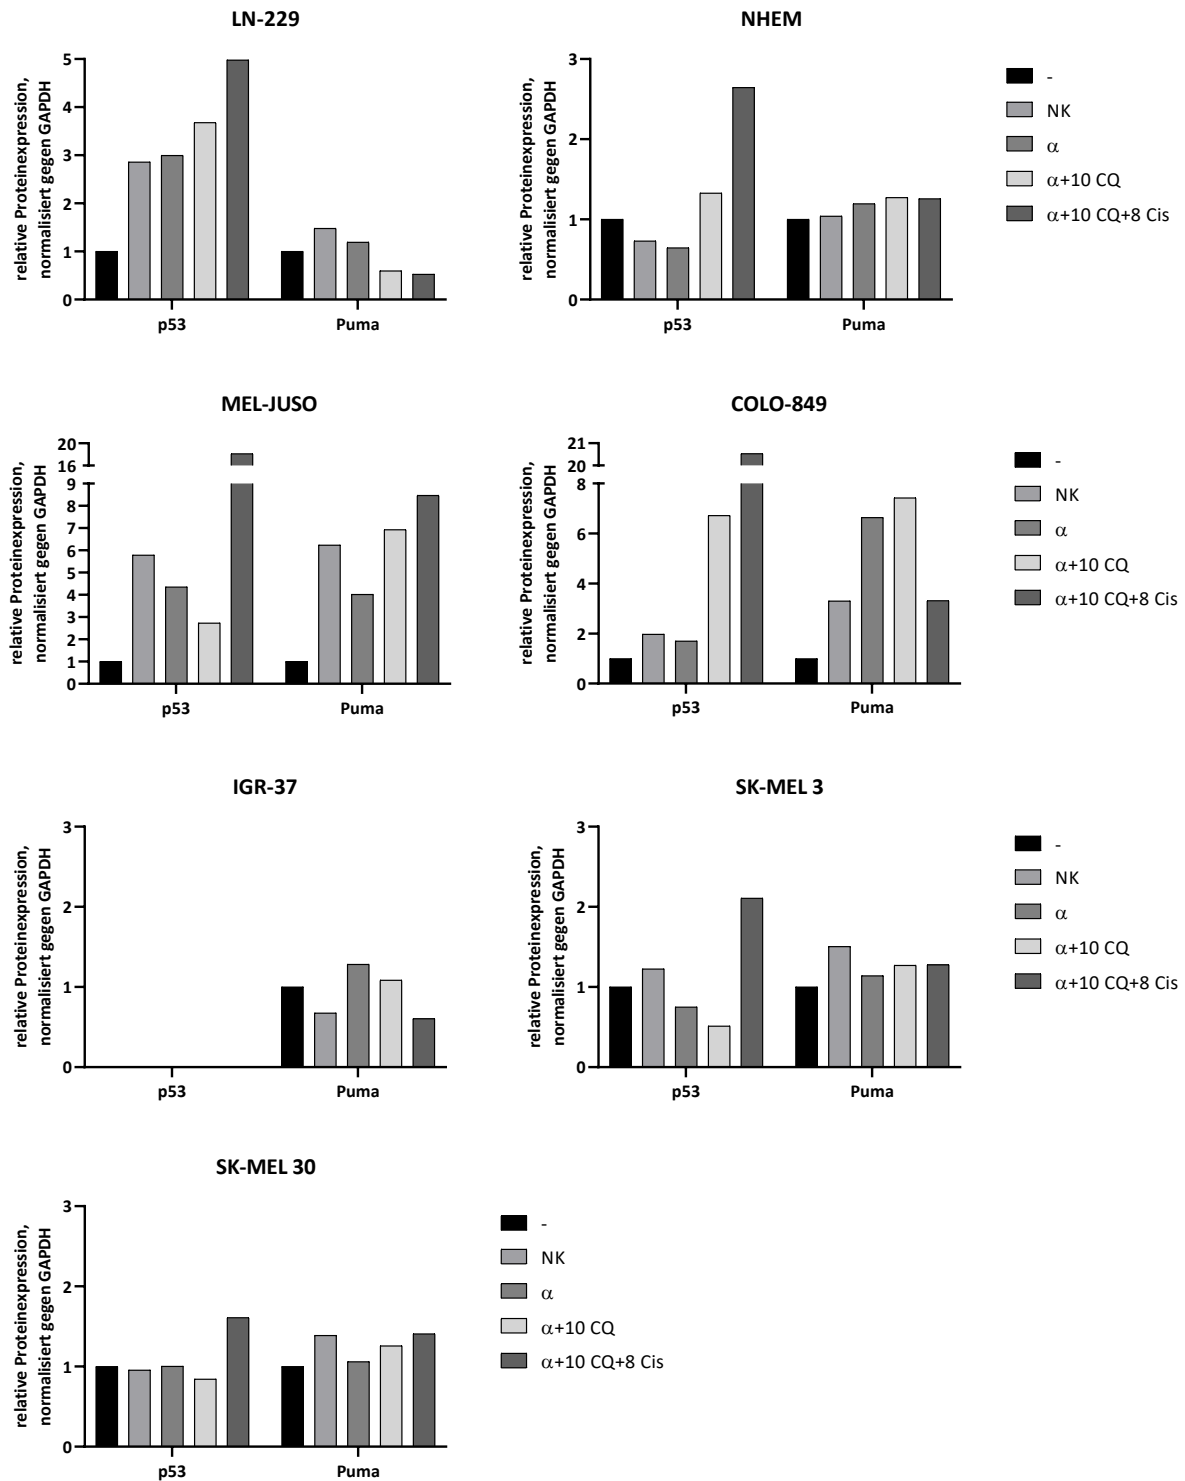 LN-229
relative Proteinexpression,
normalisiert gegen GAPDH
5
4
3
2
1
0
p53 Puma
NHEM
relative Proteinexpression,
normalisiert gegen GAPDH
3
2
1
0
p53 Puma
-
NK
α
α+10 CQ
α+10 CQ+8 Cis
MEL-JUSO
relative Proteinexpression,
normalisiert gegen GAPDH
20
16
9
8
7
6
5
4
3
2
1
0
p53 Puma
COLO-849
relative Proteinexpression,
normalisiert gegen GAPDH
21
20
8
6
4
2
0
p53 Puma
-
NK
α
α+10 CQ
α+10 CQ+8 Cis
IGR-37
relative Proteinexpression,
normalisiert gegen GAPDH
3
2
1
0
p53 Puma
SK-MEL 3
relative Proteinexpression,
normalisiert gegen GAPDH
3
2
1
0
p53 Puma
-
NK
α
α+10 CQ
α+10 CQ+8 Cis
SK-MEL 30
relative Proteinexpression,
normalisiert gegen GAPDH
3
2
1
0
p53 Puma
-
NK
α
α+10 CQ
α+10 CQ+8 Cis